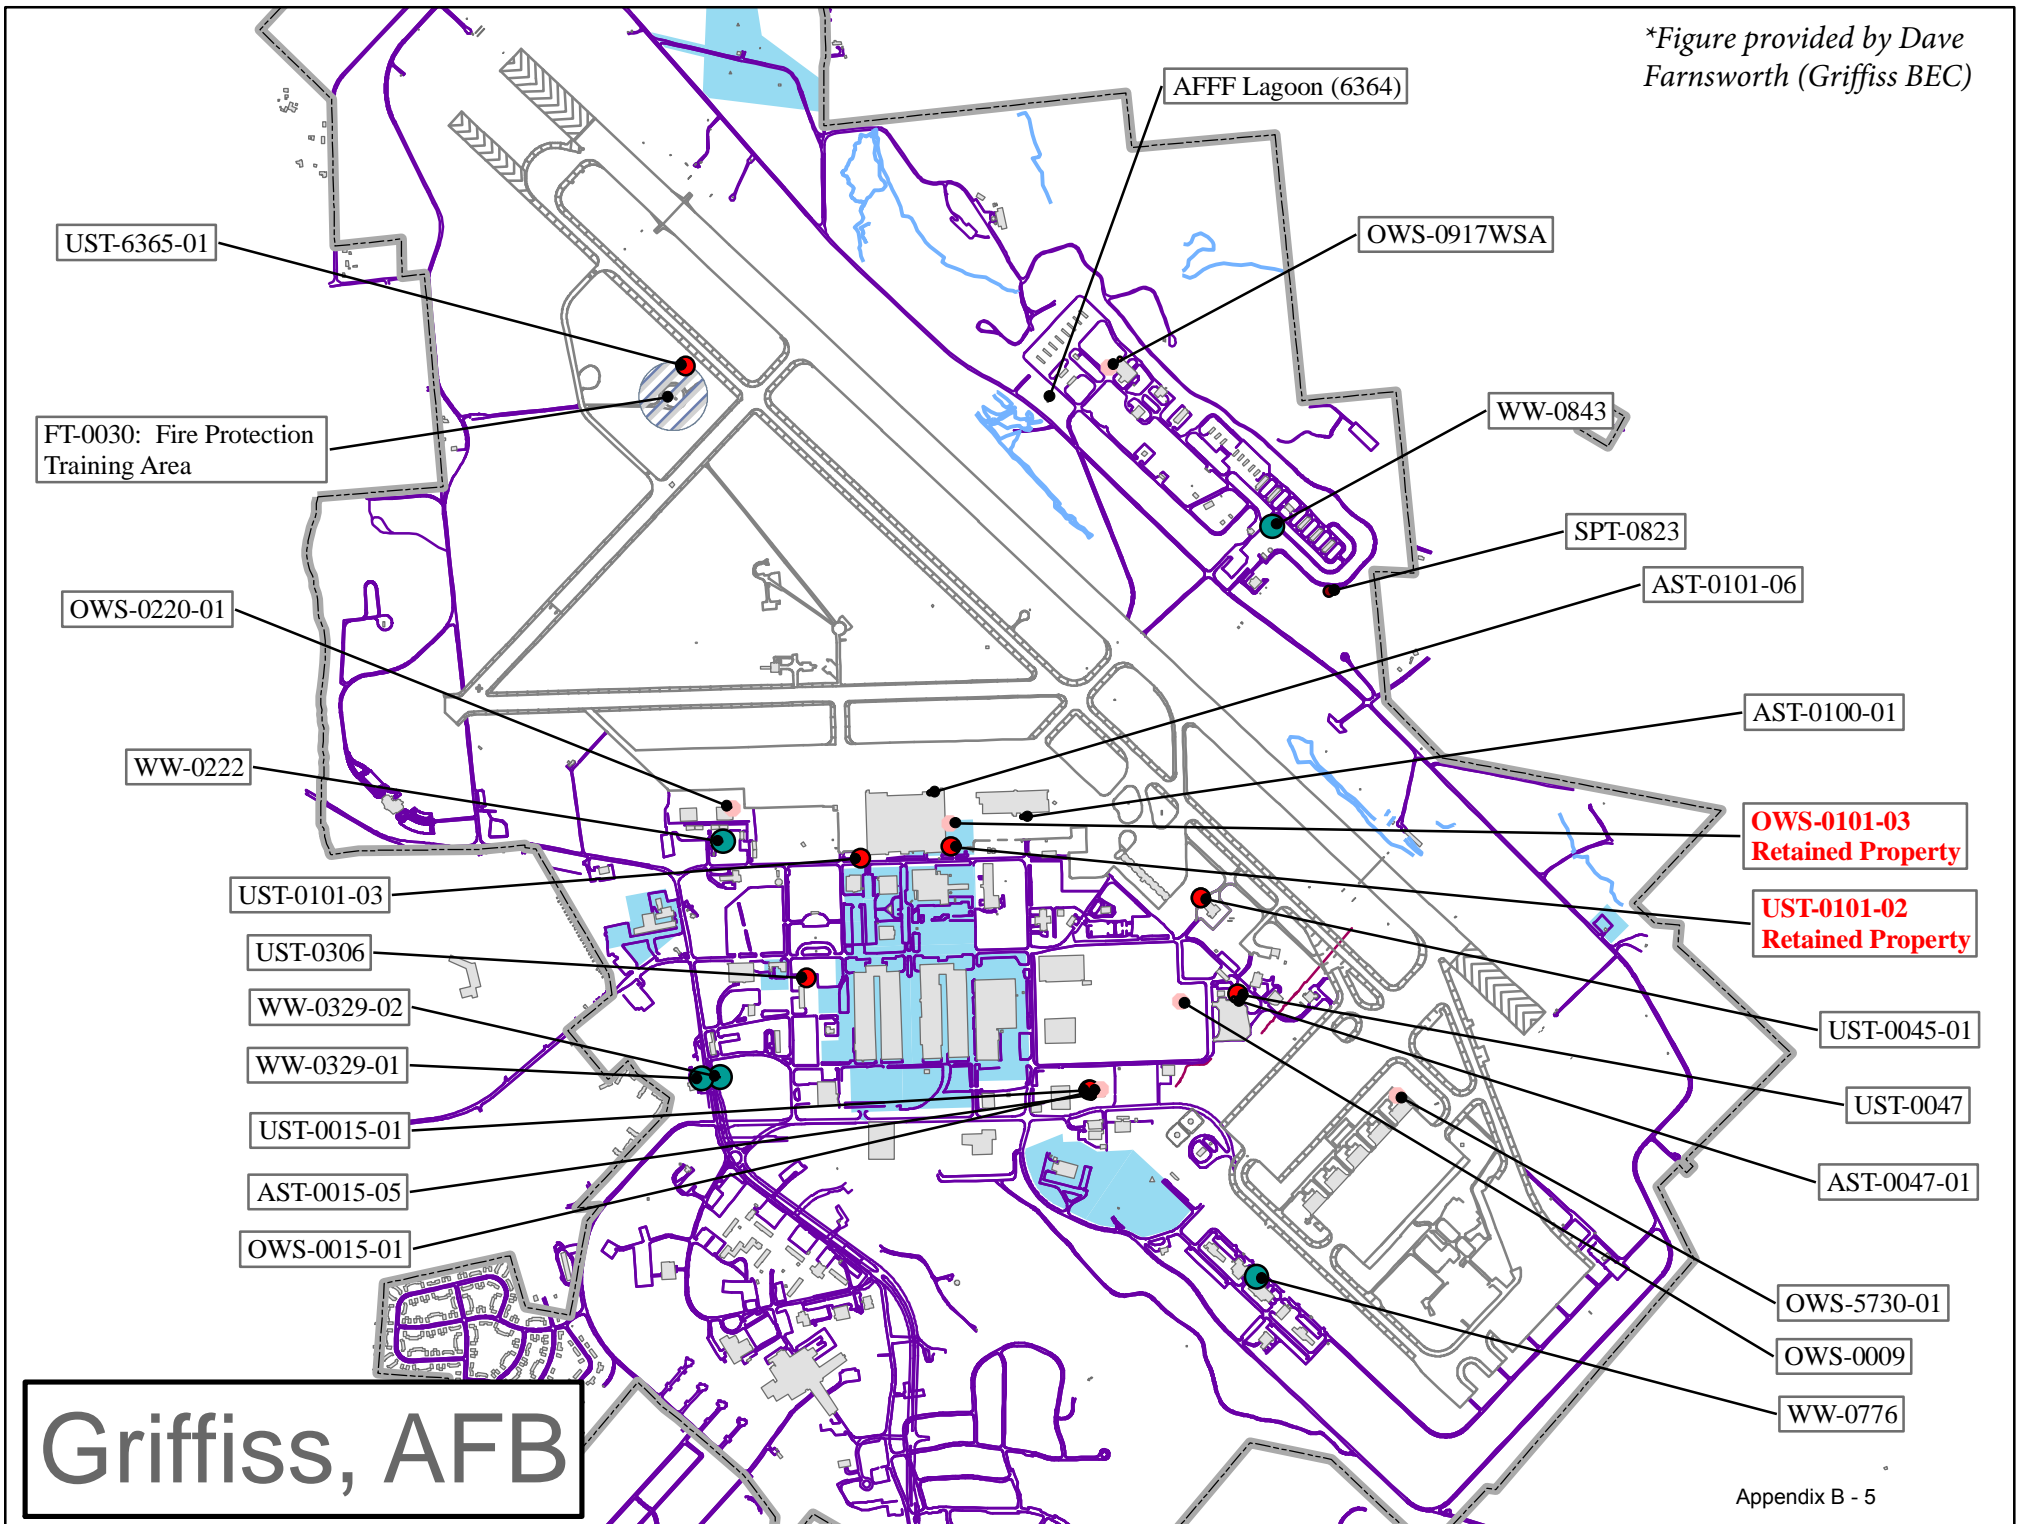 *Figure provided by Dave
Farnsworth (Griffiss BEC)
AFFF Lagoon (6364)
UST-6365-01
OWS-0917WSA
FT-0030: Fire Protection
Training Area
WW-0843
SPT-0823
AST-0101-06
OWS-0220-01
AST-0100-01
WW-0222
OWS-0101-03
Retained Property
UST-0101-03
UST-0101-02
Retained Property
UST-0306
WW-0329-02
UST-0045-01
WW-0329-01
UST-0047
UST-0015-01
AST-0047-01
AST-0015-05
OWS-0015-01
OWS-5730-01
OWS-0009
WW-0776
Griffiss, AFB
Appendix B - 5